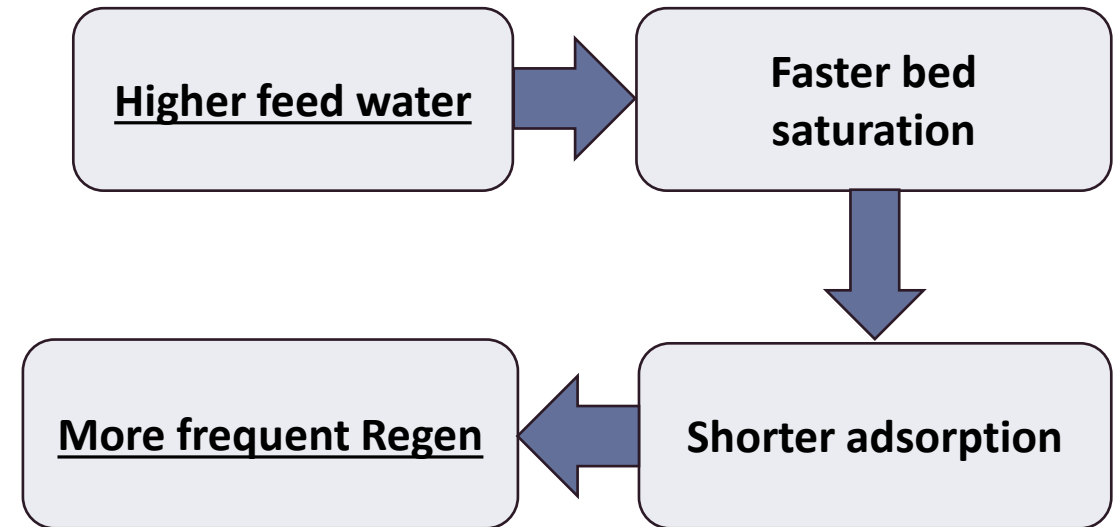 Higher feed water
Faster bed
saturation
Shorter adsorption
More frequent Regen